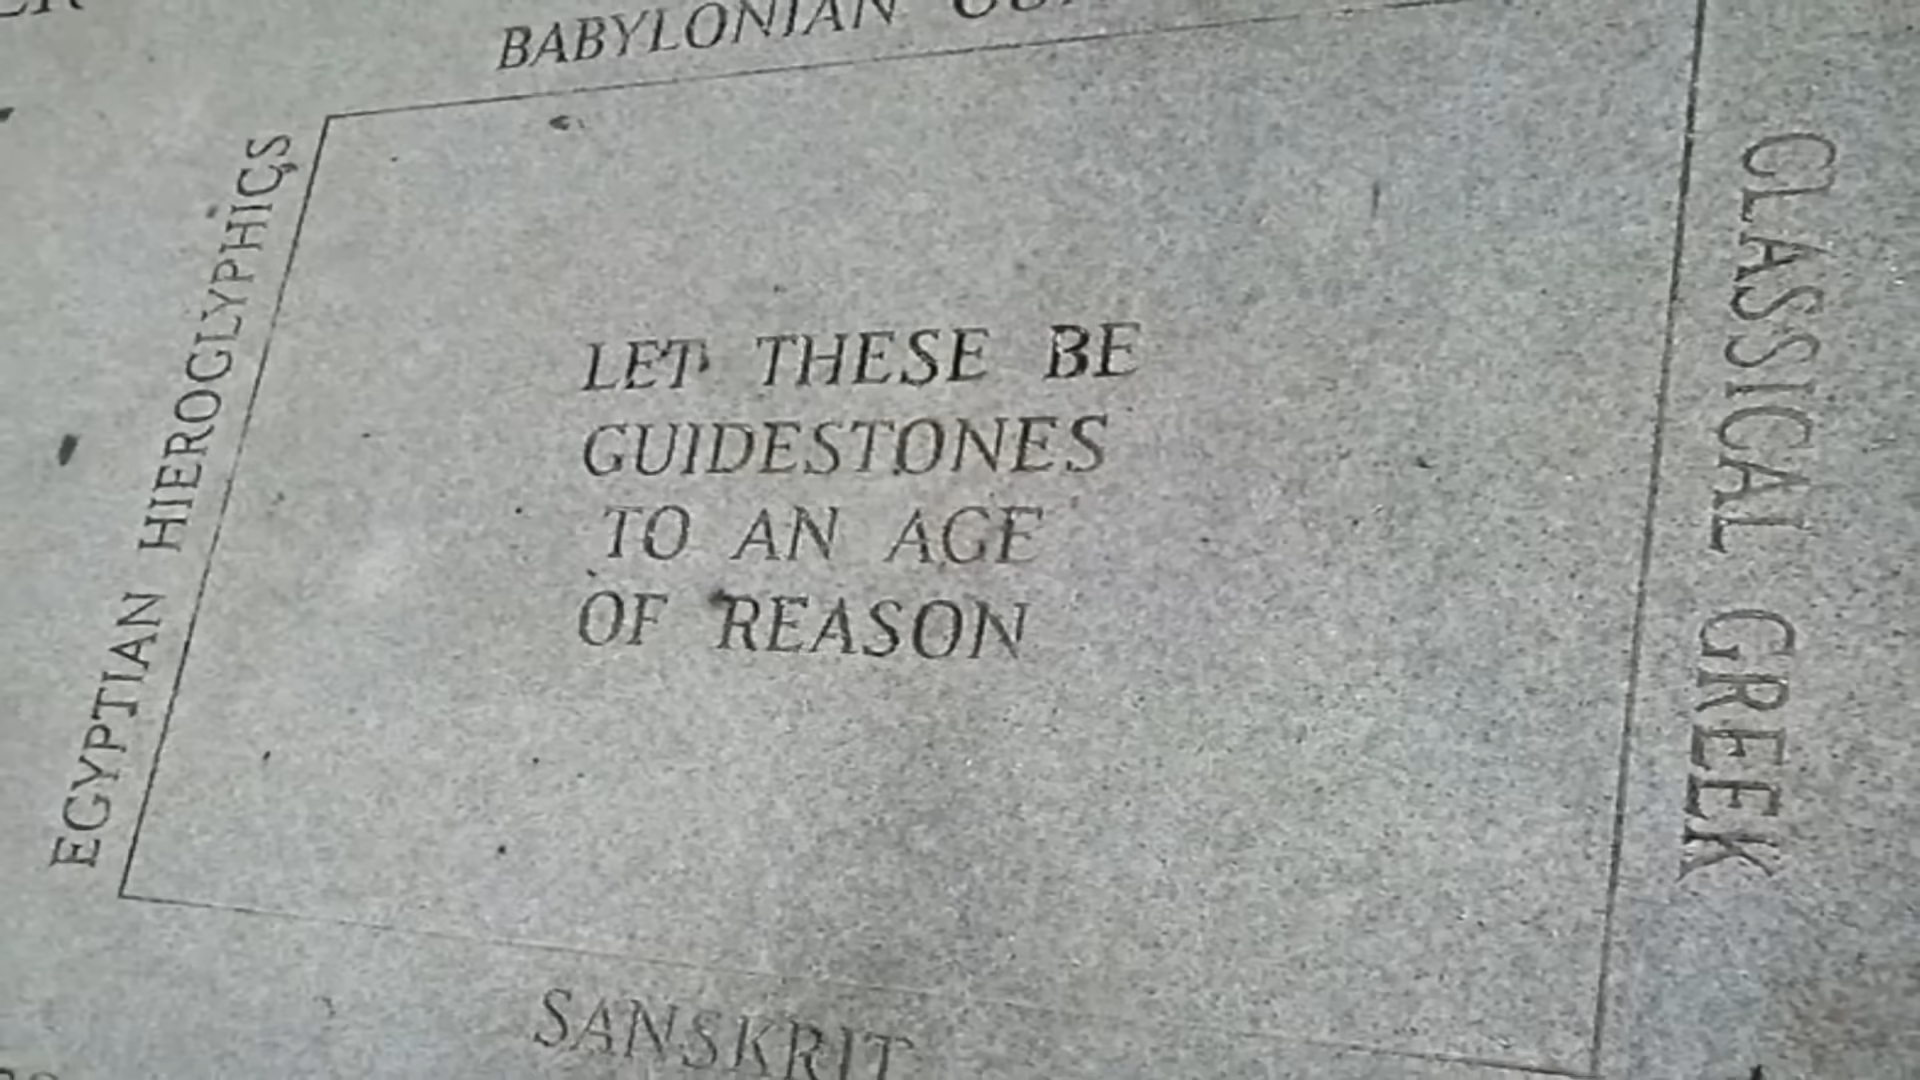 BABYLONIAN
EGYPTIAN HIEROGLYPHICS
LET THESE BE
GUIDESTONES
TO AN AGE
OF REASON
CLASSICAL GREEK
SANSKRIT